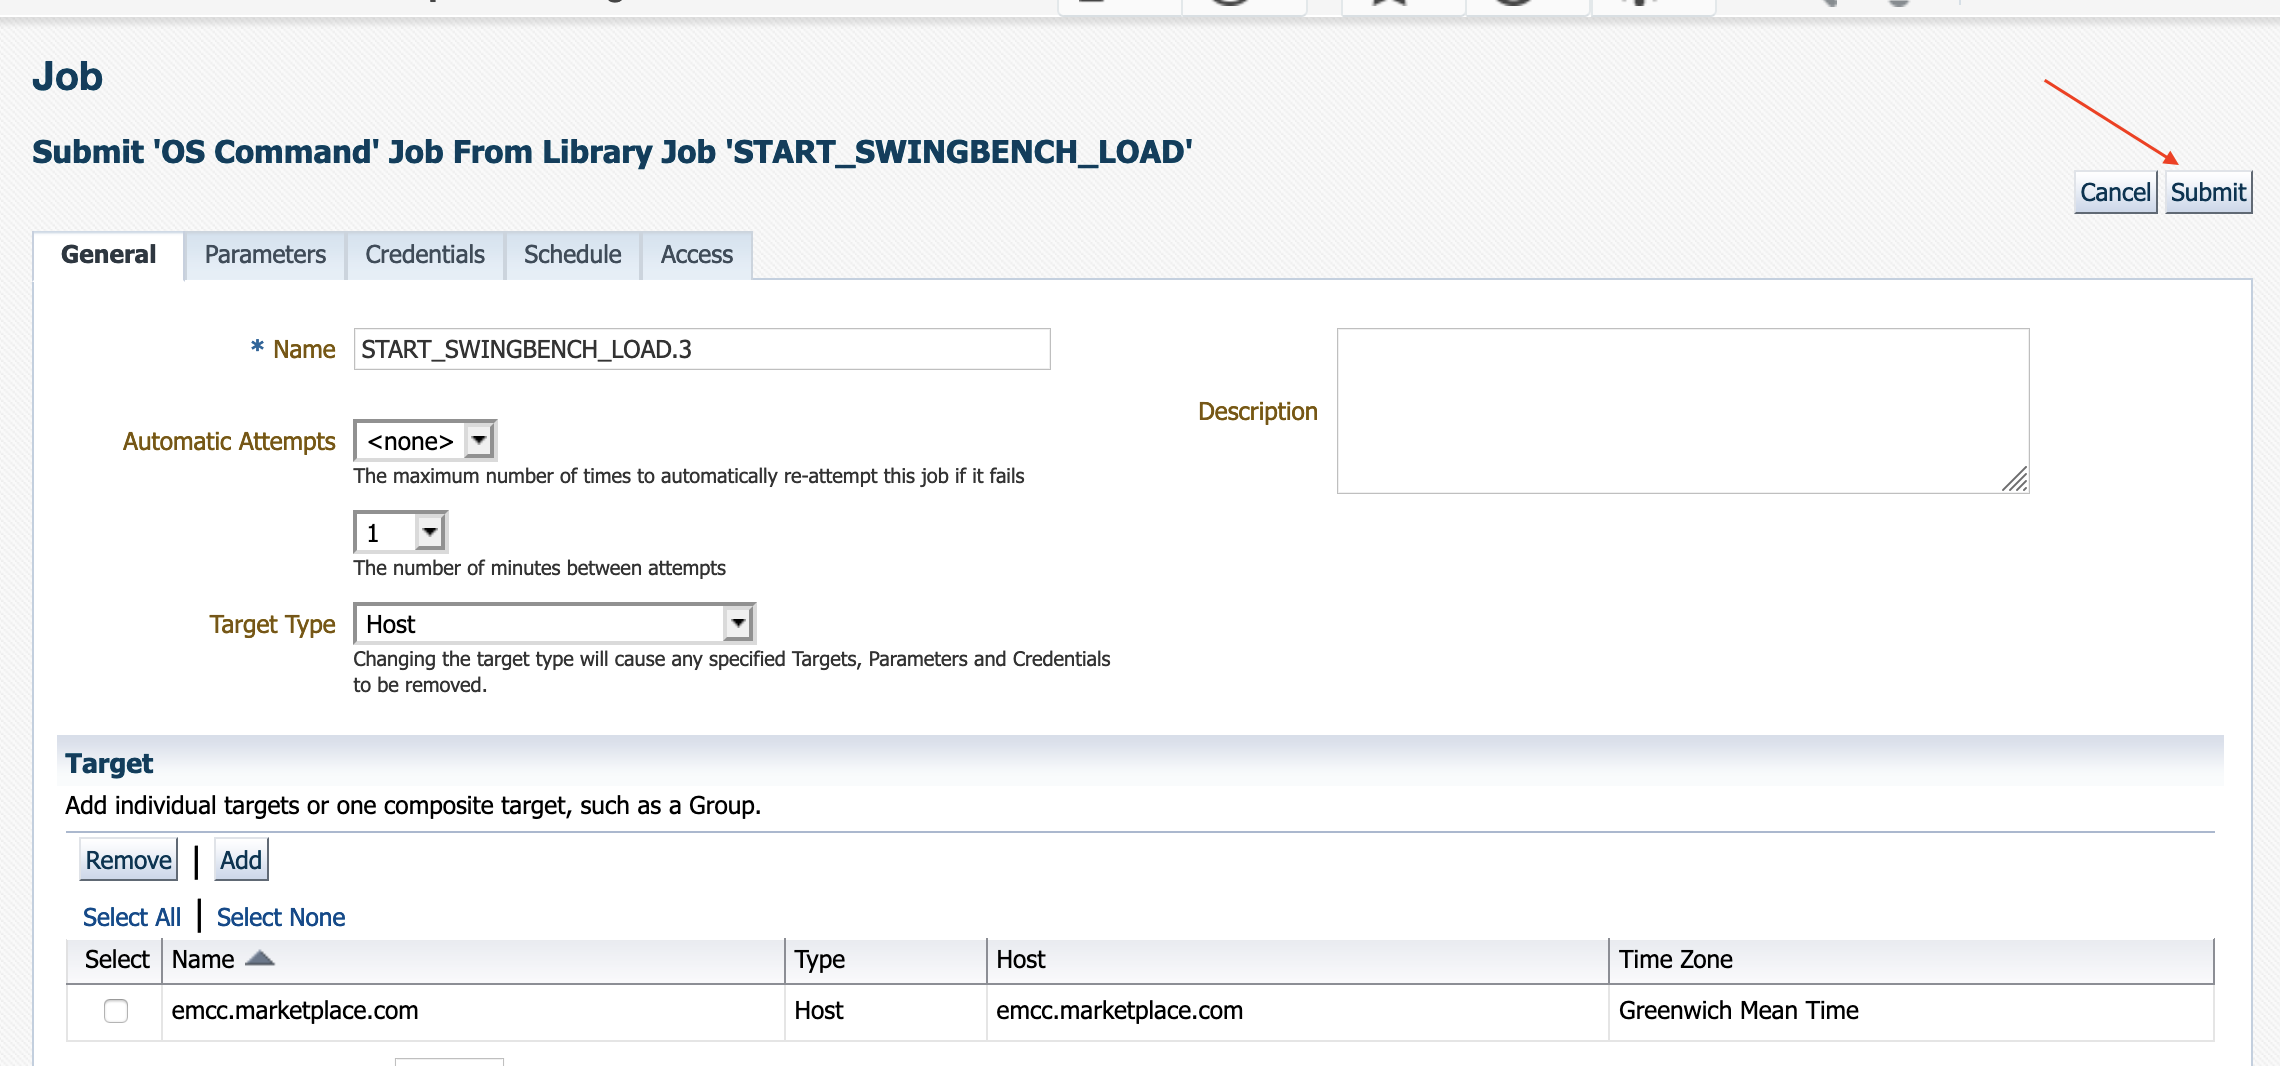 Job
Submit 'OS Command' Job From Library Job 'START_SWINGBENCH_LOAD'
Cancel Submit
General Parameters Credentials Schedule Access
* Name START_SWINGBENCH_LOAD.3
Description
Automatic Attempts <none>
The maximum number of times to automatically re-attempt this job if it fails
1
The number of minutes between attempts
Target Type Host
Changing the target type will cause any specified Targets, Parameters and Credentials
to be removed.
Target
Add individual targets or one composite target, such as a Group.
Remove | Add
Select All | Select None
Select Name Type Host Time Zone
emcc.marketplace.com Host emcc.marketplace.com Greenwich Mean Time